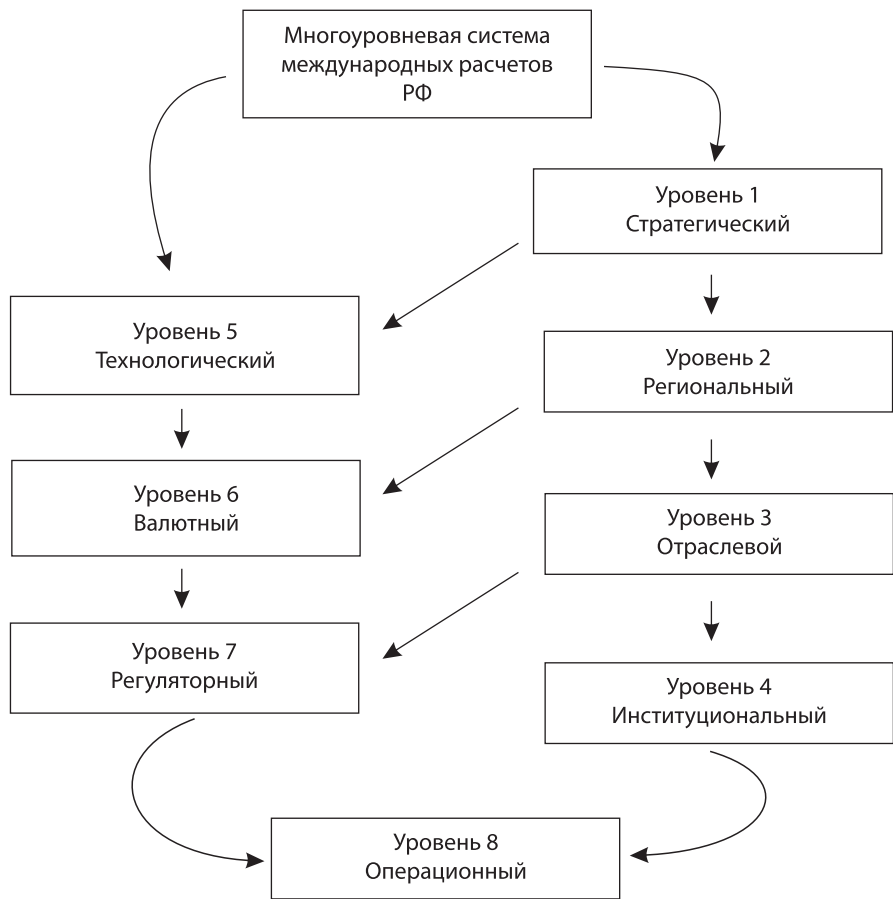 Многоуровневая система
международных расчетов
РФ
Уровень 1
Стратегический
Уровень 5
Технологический
Уровень 2
Региональный
Уровень 6
Валютный
Уровень 3
Отраслевой
Уровень 7
Регуляторный
Уровень 4
Институциональный
Уровень 8
Операционный